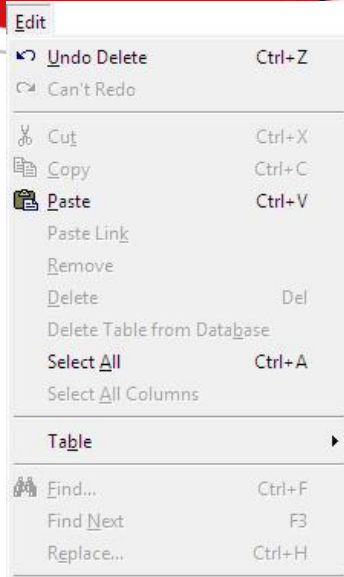 Edit
Undo Delete Ctrl+Z
Can't Redo
Cut Ctrl+X
Copy Ctrl+C
Paste Ctrl+V
Paste Link
Remove
Delete Del
Delete Table from Database
Select All Ctrl+A
Select All Columns
Table
Find... Ctrl+F
Find Next F3
Replace... Ctrl+H